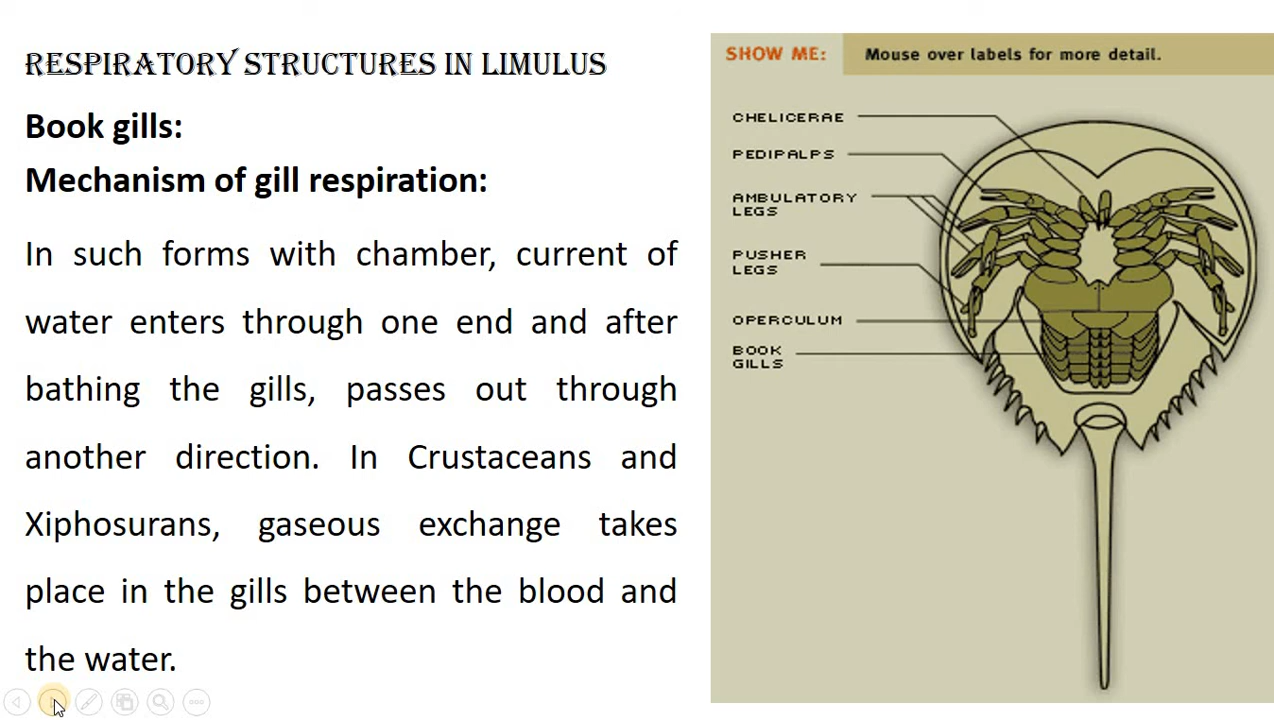 RESPIRATORY STRUCTURES IN LIMULUS
Book gills:
Mechanism of gill respiration:
In such forms with chamber, current of
water enters through one end and after
bathing the gills, passes out through
another direction. In Crustaceans and
Xiphosurans, gaseous exchange takes
place in the gills between the blood and
the water.
SHOW ME: Mouse over labels for more detail.
CHELICERAE
PEDIPALPS
AMBULATORY
LEGS
PUSHER
LEGS
OPERCULUM
BOOK
GILLS